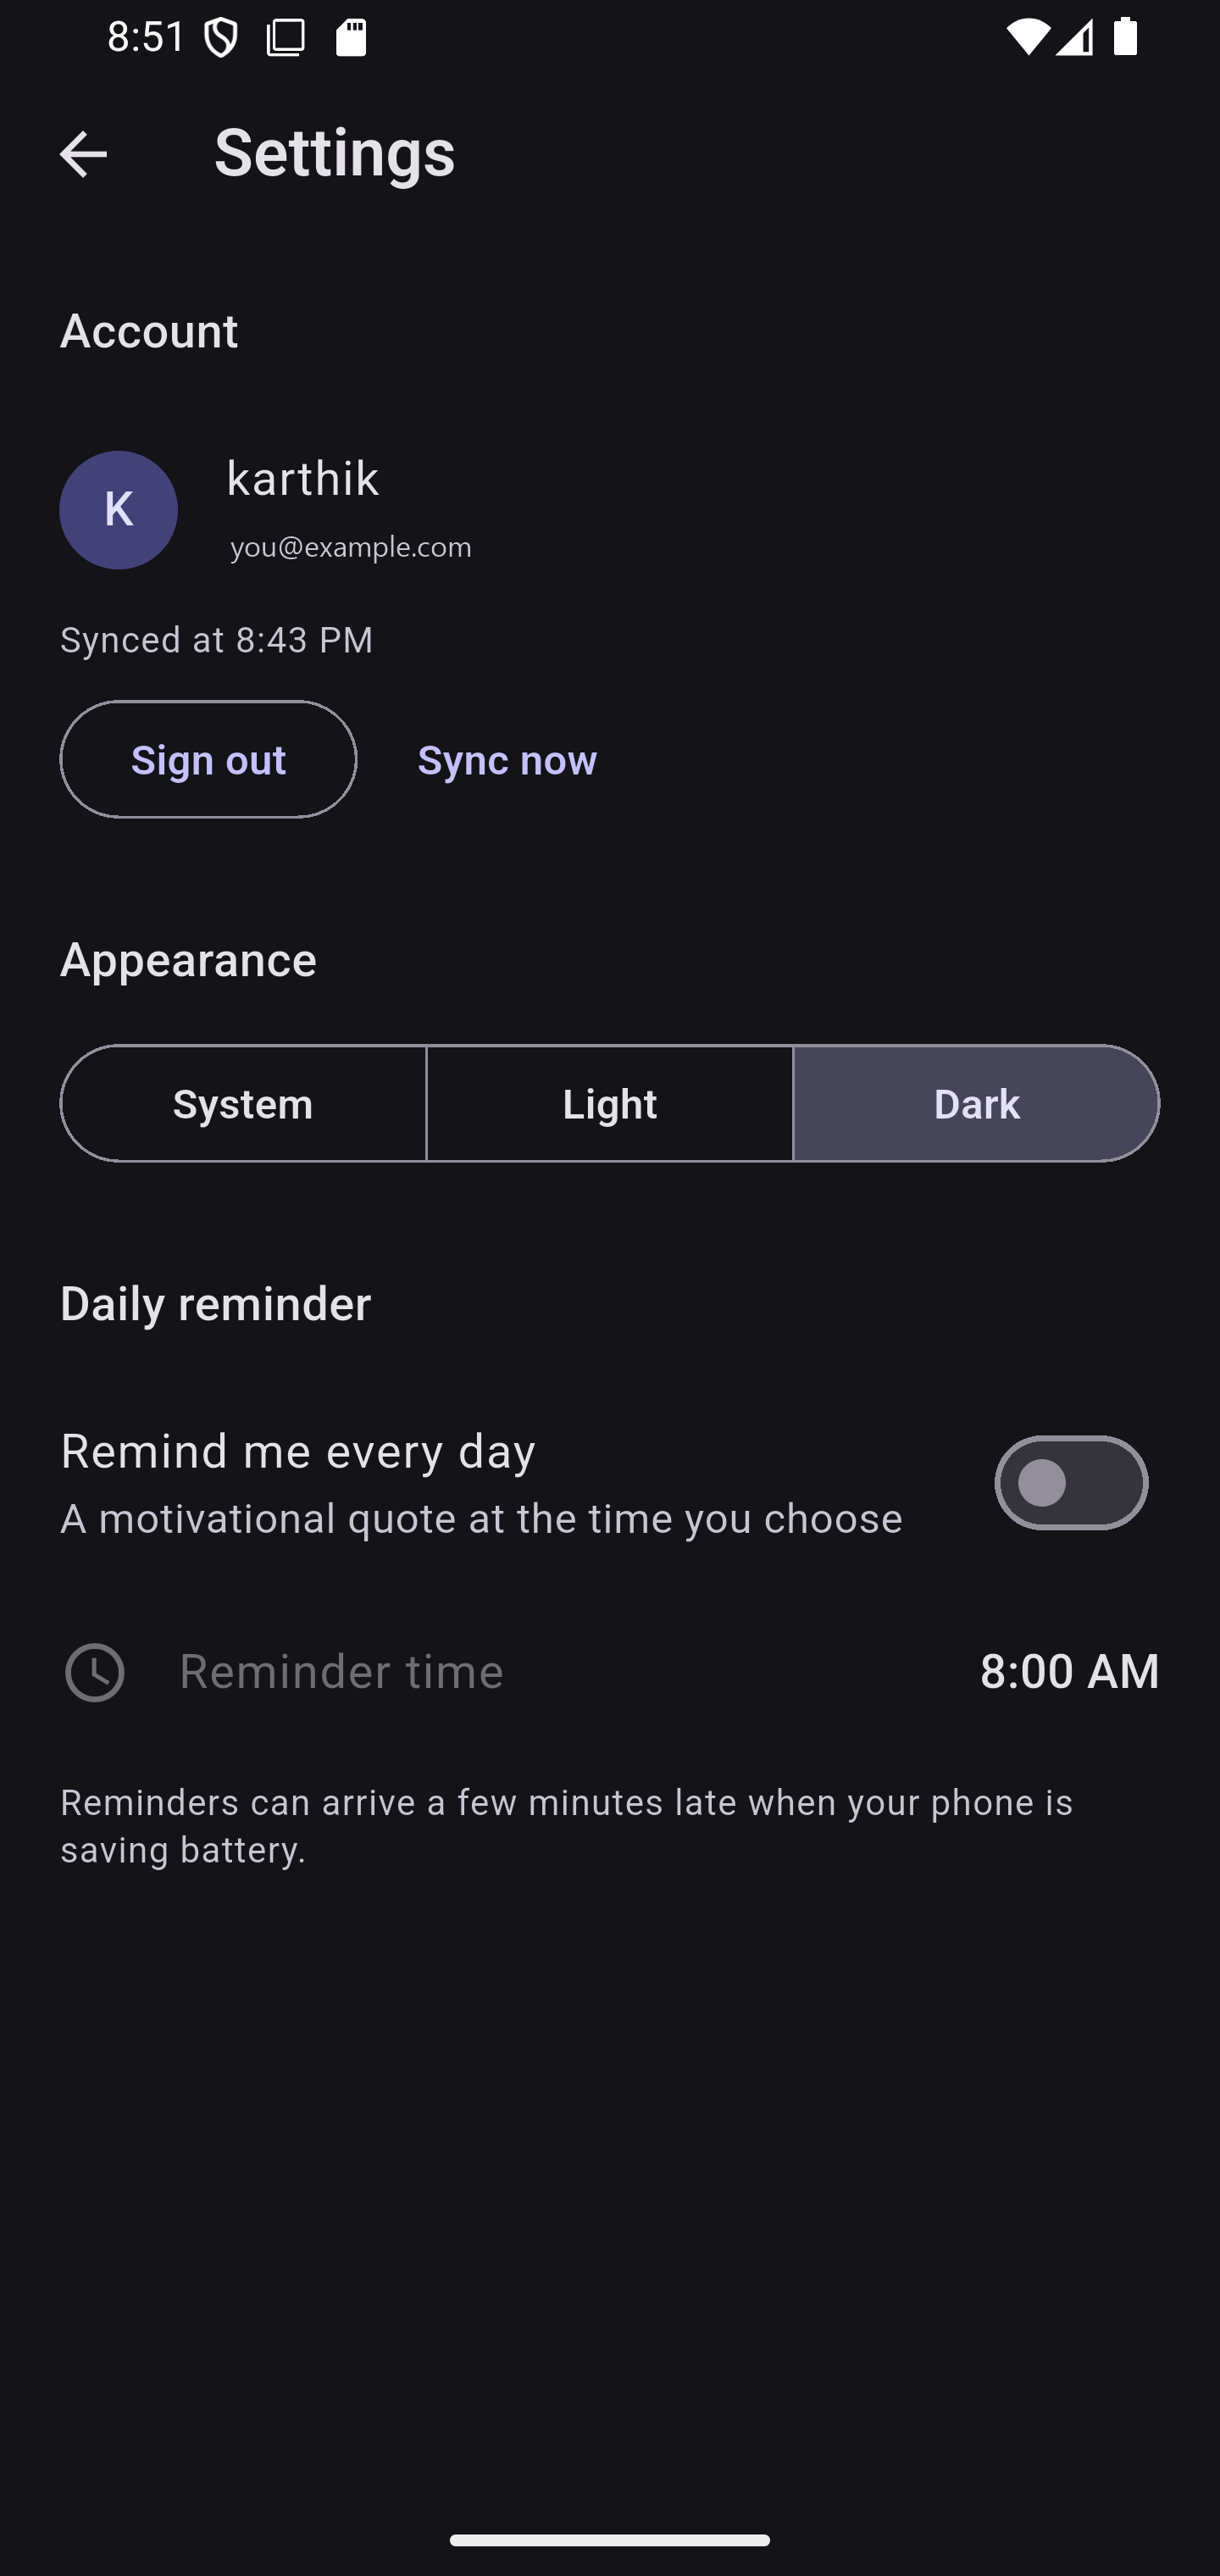 8:51
Settings
Account
K
karthik
you@example.com
Synced at 8:43 PM
Sign out
Sync now
Appearance
System
Light
Dark
Daily reminder
Remind me every day
A motivational quote at the time you choose
Reminder time
8:00 AM
Reminders can arrive a few minutes late when your phone is
saving battery.